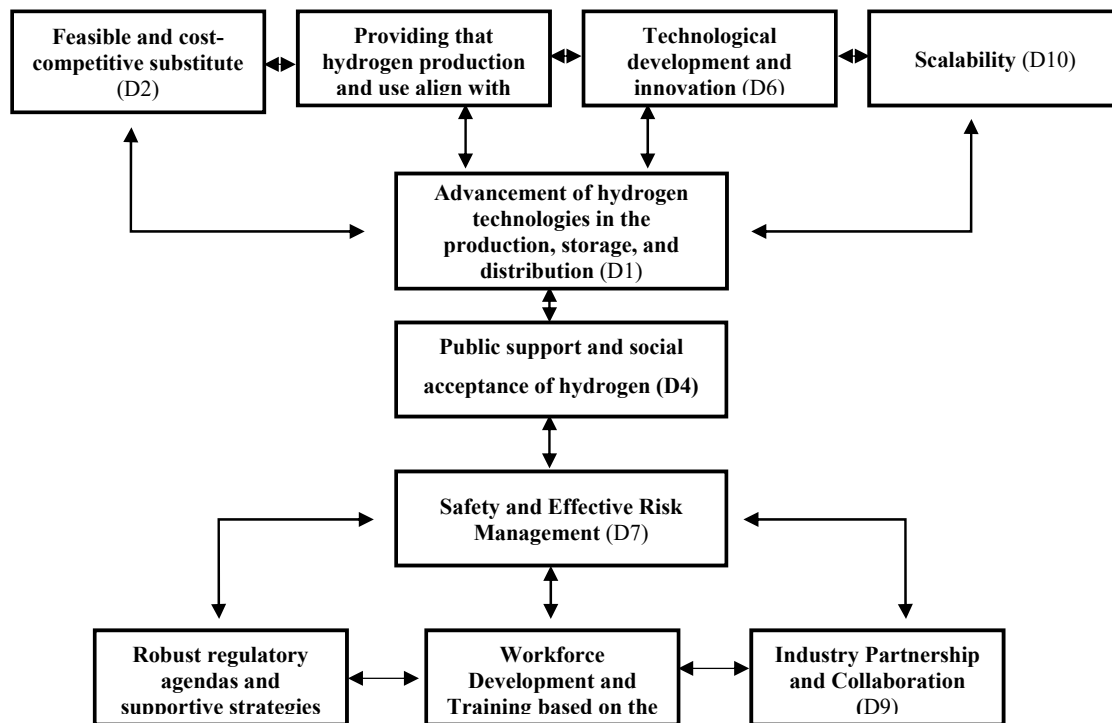 Feasible and cost-
competitive substitute
(D2)
Providing that
hydrogen production
and use align with
Technological
development and
innovation (D6)
Scalability (D10)
Advancement of hydrogen
technologies in the
production, storage, and
distribution (D1)
Public support and social
acceptance of hydrogen (D4)
Safety and Effective Risk
Management (D7)
Robust regulatory
agendas and
supportive strategies
Workforce
Development and
Training based on the
Industry Partnership
and Collaboration
(D9)